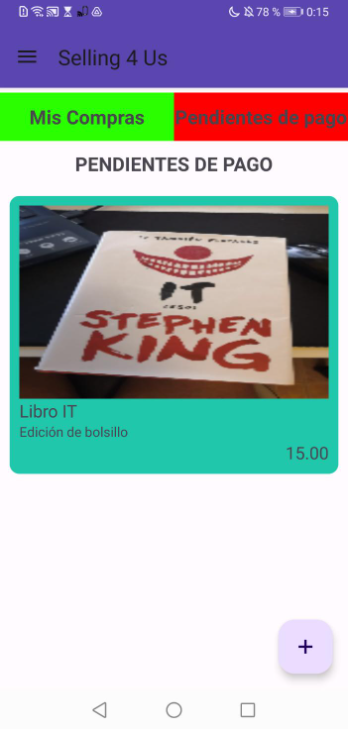 78 % 0:15
Selling 4 Us
Mis Compras
Pendientes de pago
PENDIENTES DE PAGO
IT
STEPHEN
KING
Libro IT
Edición de bolsillo
15.00
+